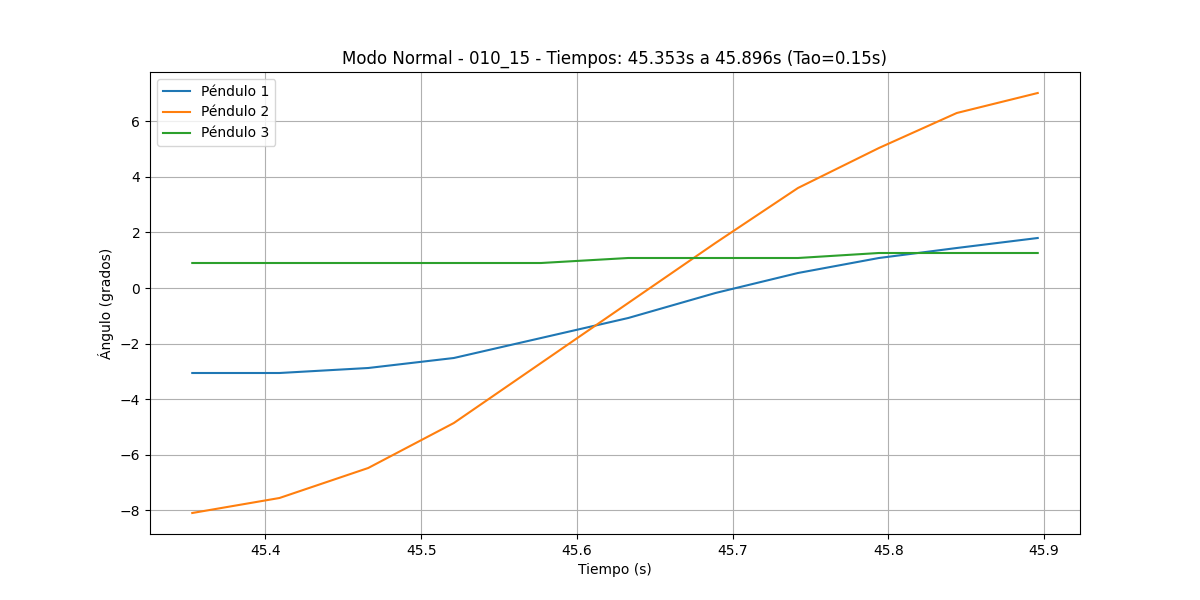 Modo Normal - 010_15 - Tiempos: 45.353s a 45.896s (Tao=0.15s)
Péndulo 1
Péndulo 2
Péndulo 3
Ángulo (grados)
6
4
2
0
−2
−4
−6
−8
45.4 45.5 45.6 45.7 45.8 45.9
Tiempo (s)